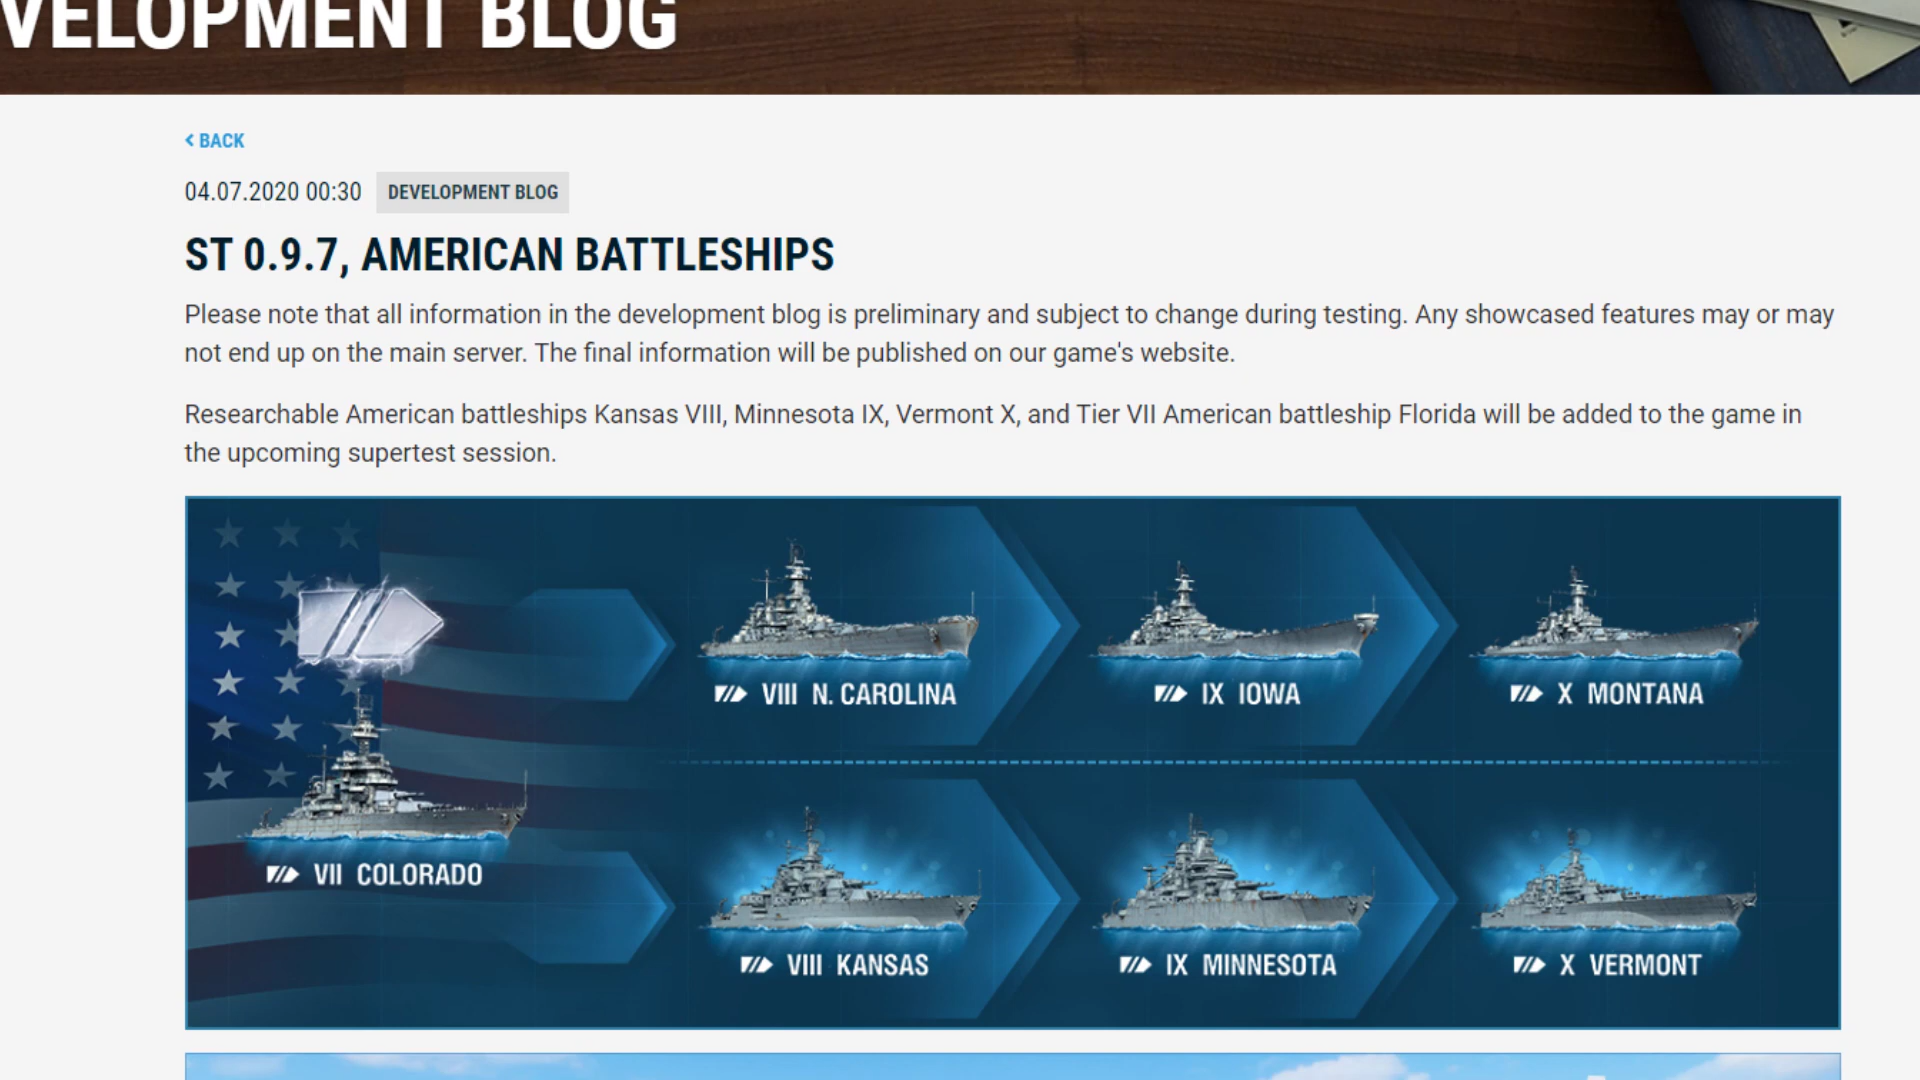 VELOPMENT BLOG
BACK
04.07.2020 00:30 DEVELOPMENT BLOG
ST 0.9.7, AMERICAN BATTLESHIPS
Please note that all information in the development blog is preliminary and subject to change during testing. Any showcased features may or may
not end up on the main server. The final information will be published on our game's website.
Researchable American battleships Kansas VIII, Minnesota IX, Vermont X, and Tier VII American battleship Florida will be added to the game in
the upcoming supertest session.
VIII N. CAROLINA
IX IOWA
X MONTANA
VII COLORADO
VIII KANSAS
IX MINNESOTA
X VERMONT